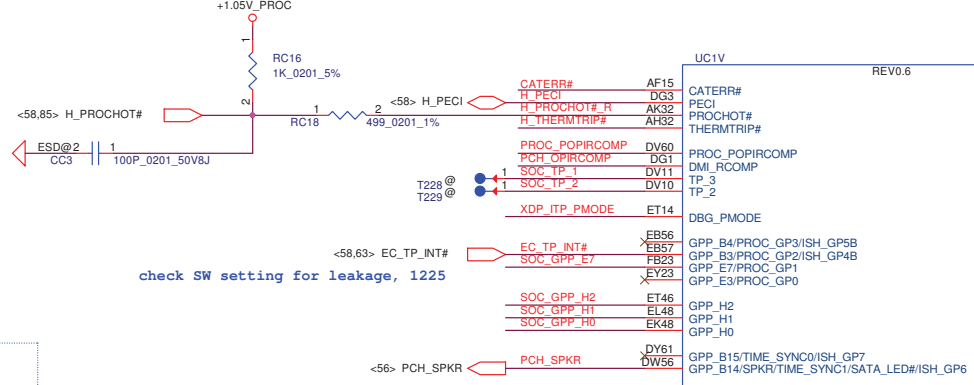 +1.05V_PROC
UC1V
REV0.6
1
RC16
1K_0201_5%
2
CATERR# AF15 CATERR#
<58> H_PECI DG3 PECI
<58,85> H_PROCHOT# 1 2 H_PROCHOT#_R AK32 PROCHOT#
RC18 499_0201_1%
H_THERMTRIP# AH32 THERMTRIP#
ESD@ 2 1
CC3 100P_0201_50V8J
PROC_POPIRCOMP DV60 PROC_POPIRCOMP
PCH_OPIRCOMP DG1 DMI_RCOMP
T228 @ 1 SOC_TP_1 DV11 TP_3
T229 @ 1 SOC_TP_2 DV10 TP_2
XDP_ITP_PMODE ET14 DBG_PMODE
EB56 GPP_B4/PROC_GP3/ISH_GP5B
<58,63> EC_TP_INT# EC_TP_INT# EB57 GPP_B3/PROC_GP2/ISH_GP4B
SOC_GPP_E7 FB23 GPP_E7/PROC_GP1
EY23 GPP_E3/PROC_GP0
check SW setting for leakage, 1225
SOC_GPP_H2 ET46 GPP_H2
SOC_GPP_H1 EL48 GPP_H1
SOC_GPP_H0 EK48 GPP_H0
DY61 GPP_B15/TIME_SYNC0/ISH_GP7
<56> PCH_SPKR PCH_SPKR DW56 GPP_B14/SPKR/TIME_SYNC1/SATA_LED#/ISH_GP6